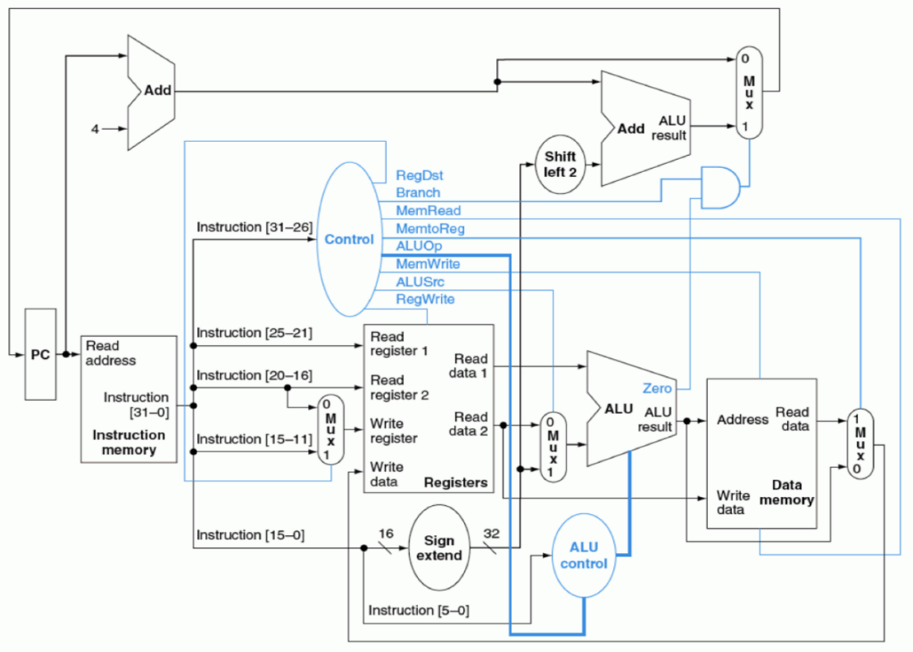 Add
4
0
Mux
1
Add
ALU
result
Shift
left 2
RegDst
Branch
MemRead
MemtoReg
ALUOp
MemWrite
ALUSrc
RegWrite
Control
Instruction [31–26]
PC
Read
address
Instruction
[31–0]
Instruction
memory
Instruction [25–21]
Instruction [20–16]
Instruction [15–11]
Instruction [15–0]
0
Mux
1
Read
register 1
Read
register 2
Write
register
Write
data
Read
data 1
Read
data 2
Registers
0
Mux
1
Zero
ALU
ALU
result
Address
Read
data
Write
data
Data
memory
1
Mux
0
16
Sign
extend
32
ALU
control
Instruction [5–0]